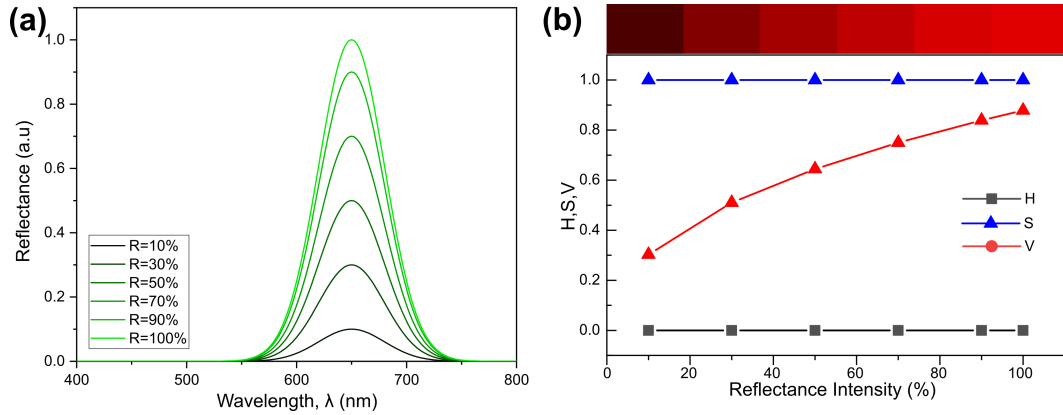 (a)
Reflectance (a.u)
1.0
0.8
0.6
0.4
0.2
0.0
R=10%
R=30%
R=50%
R=70%
R=90%
R=100%
400
500
600
700
800
Wavelength, λ (nm)
(b)
H,S,V
1.0
0.8
0.6
0.4
0.2
0.0
H
S
V
0
20
40
60
80
100
Reflectance Intensity (%)